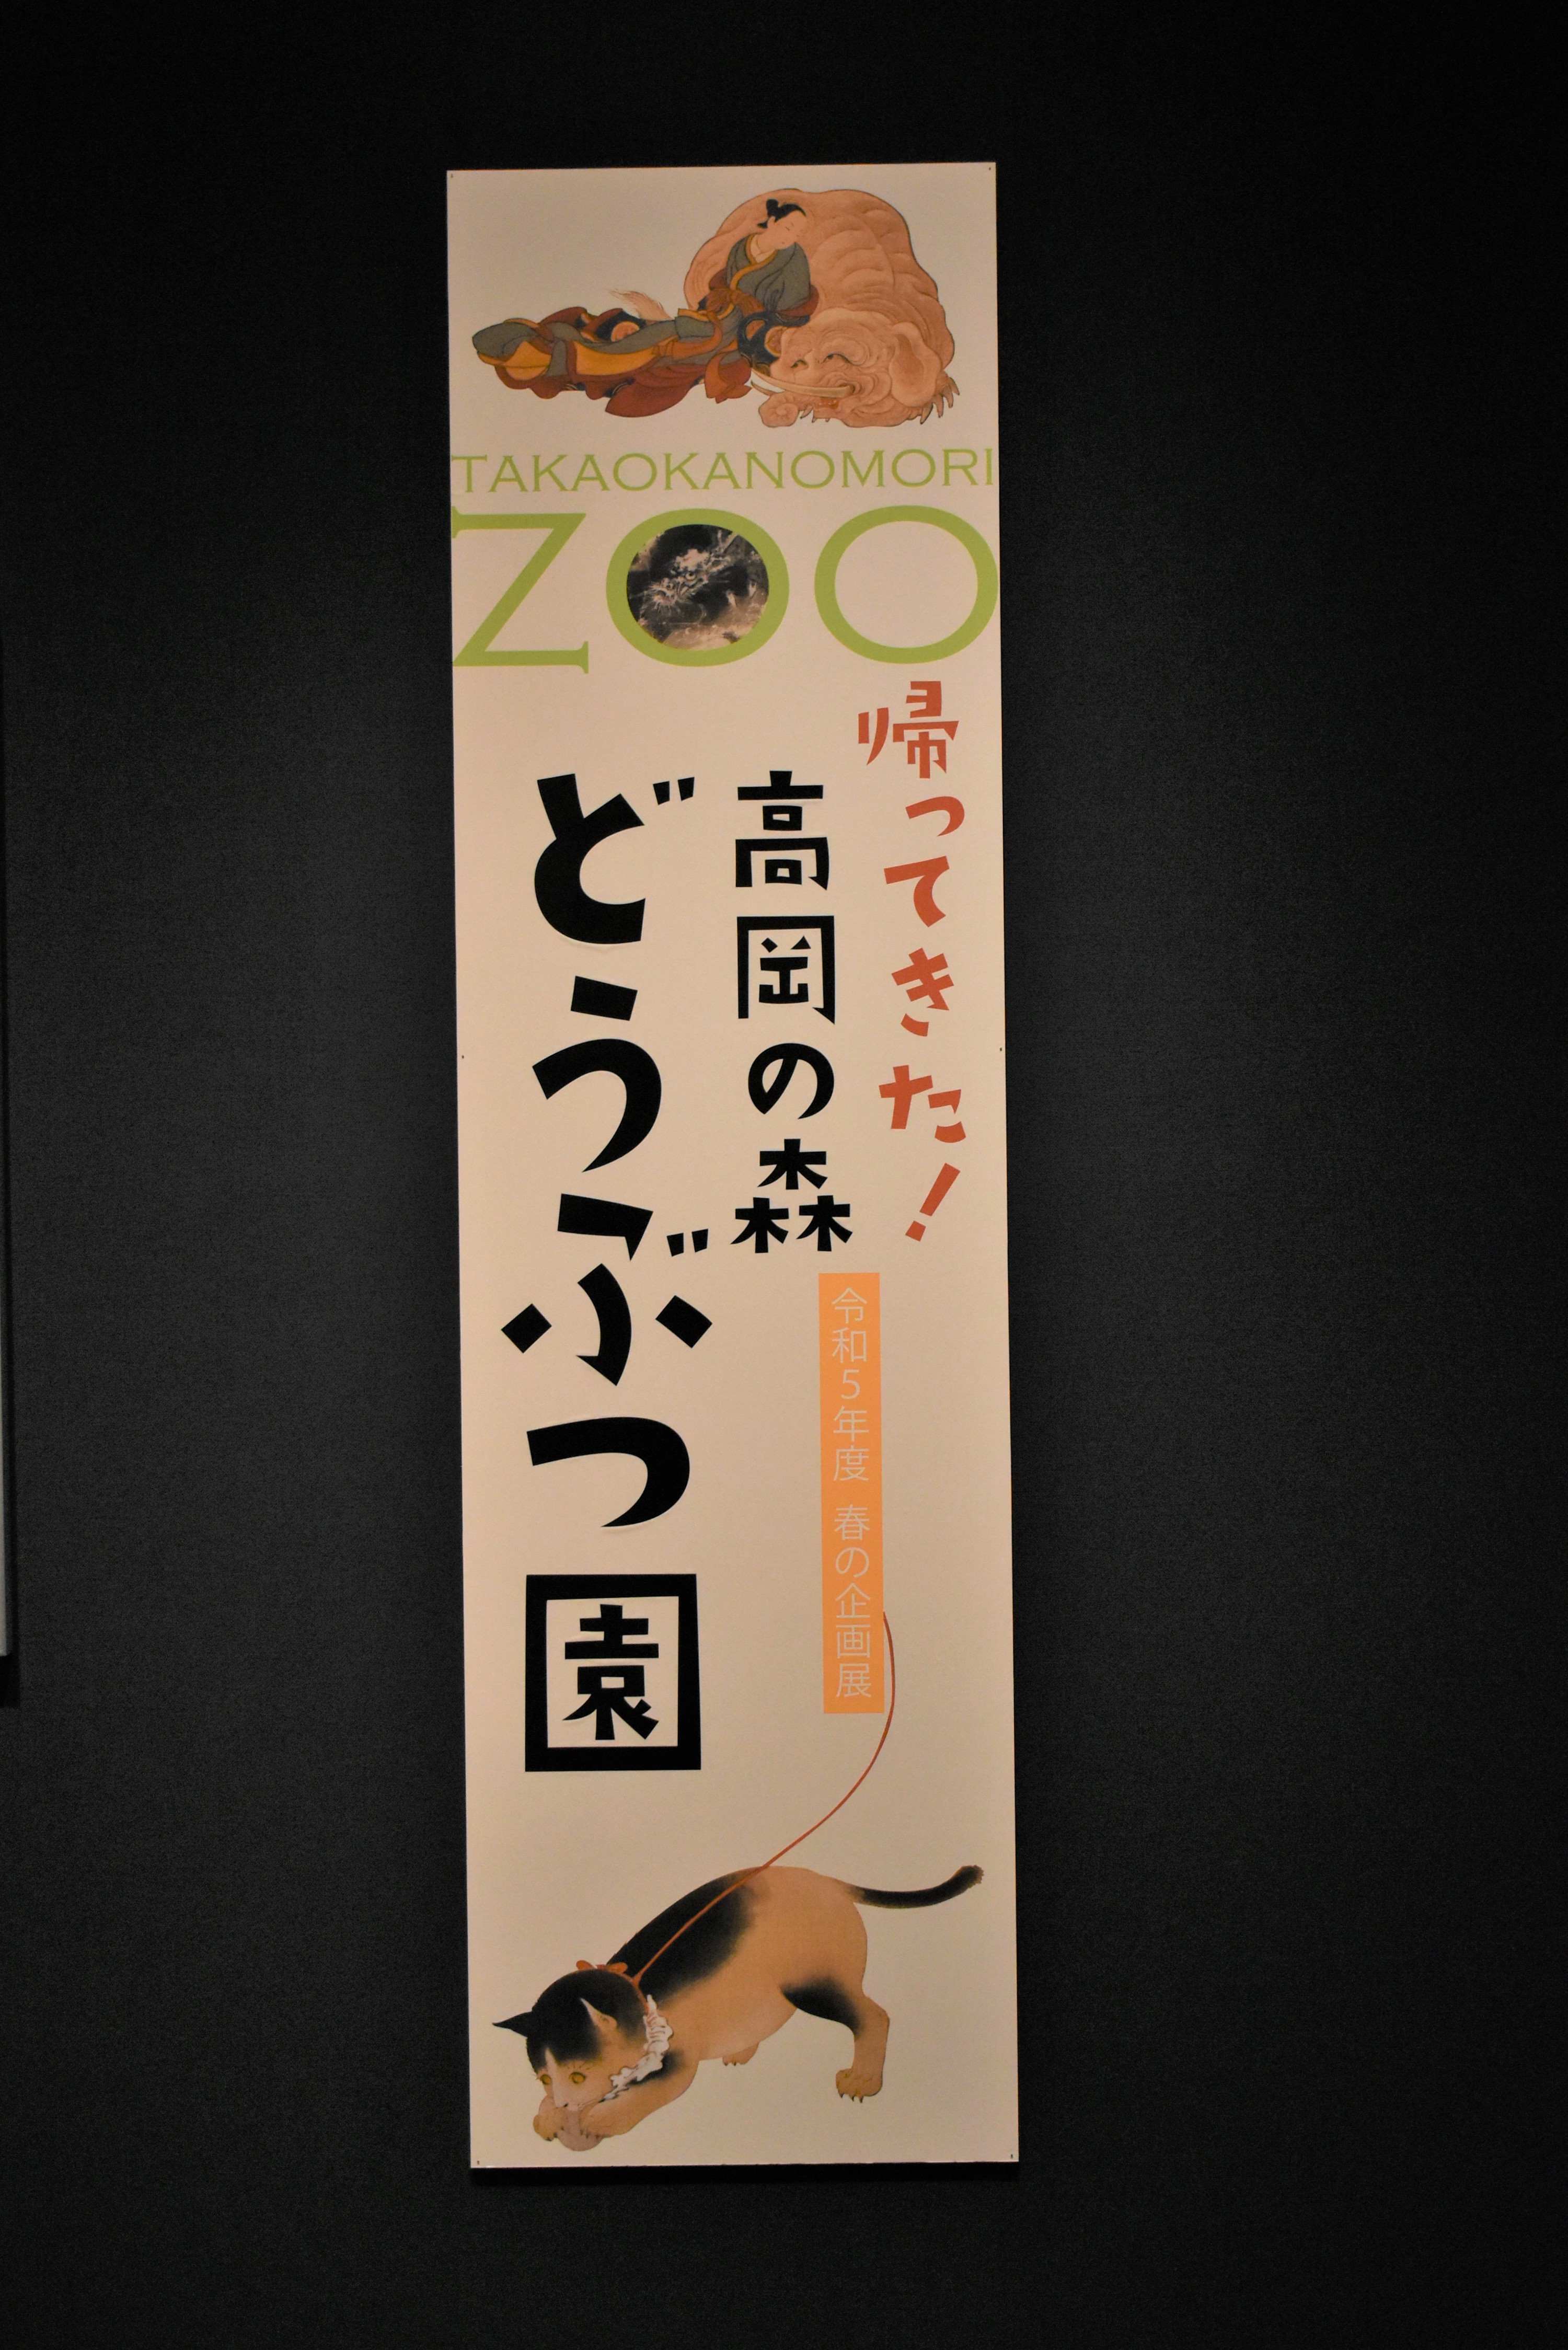 TAKAOKANOMORI
ZOO
帰ってきた!
高岡の森
どうぶつ園
令和5年度 春の企画展